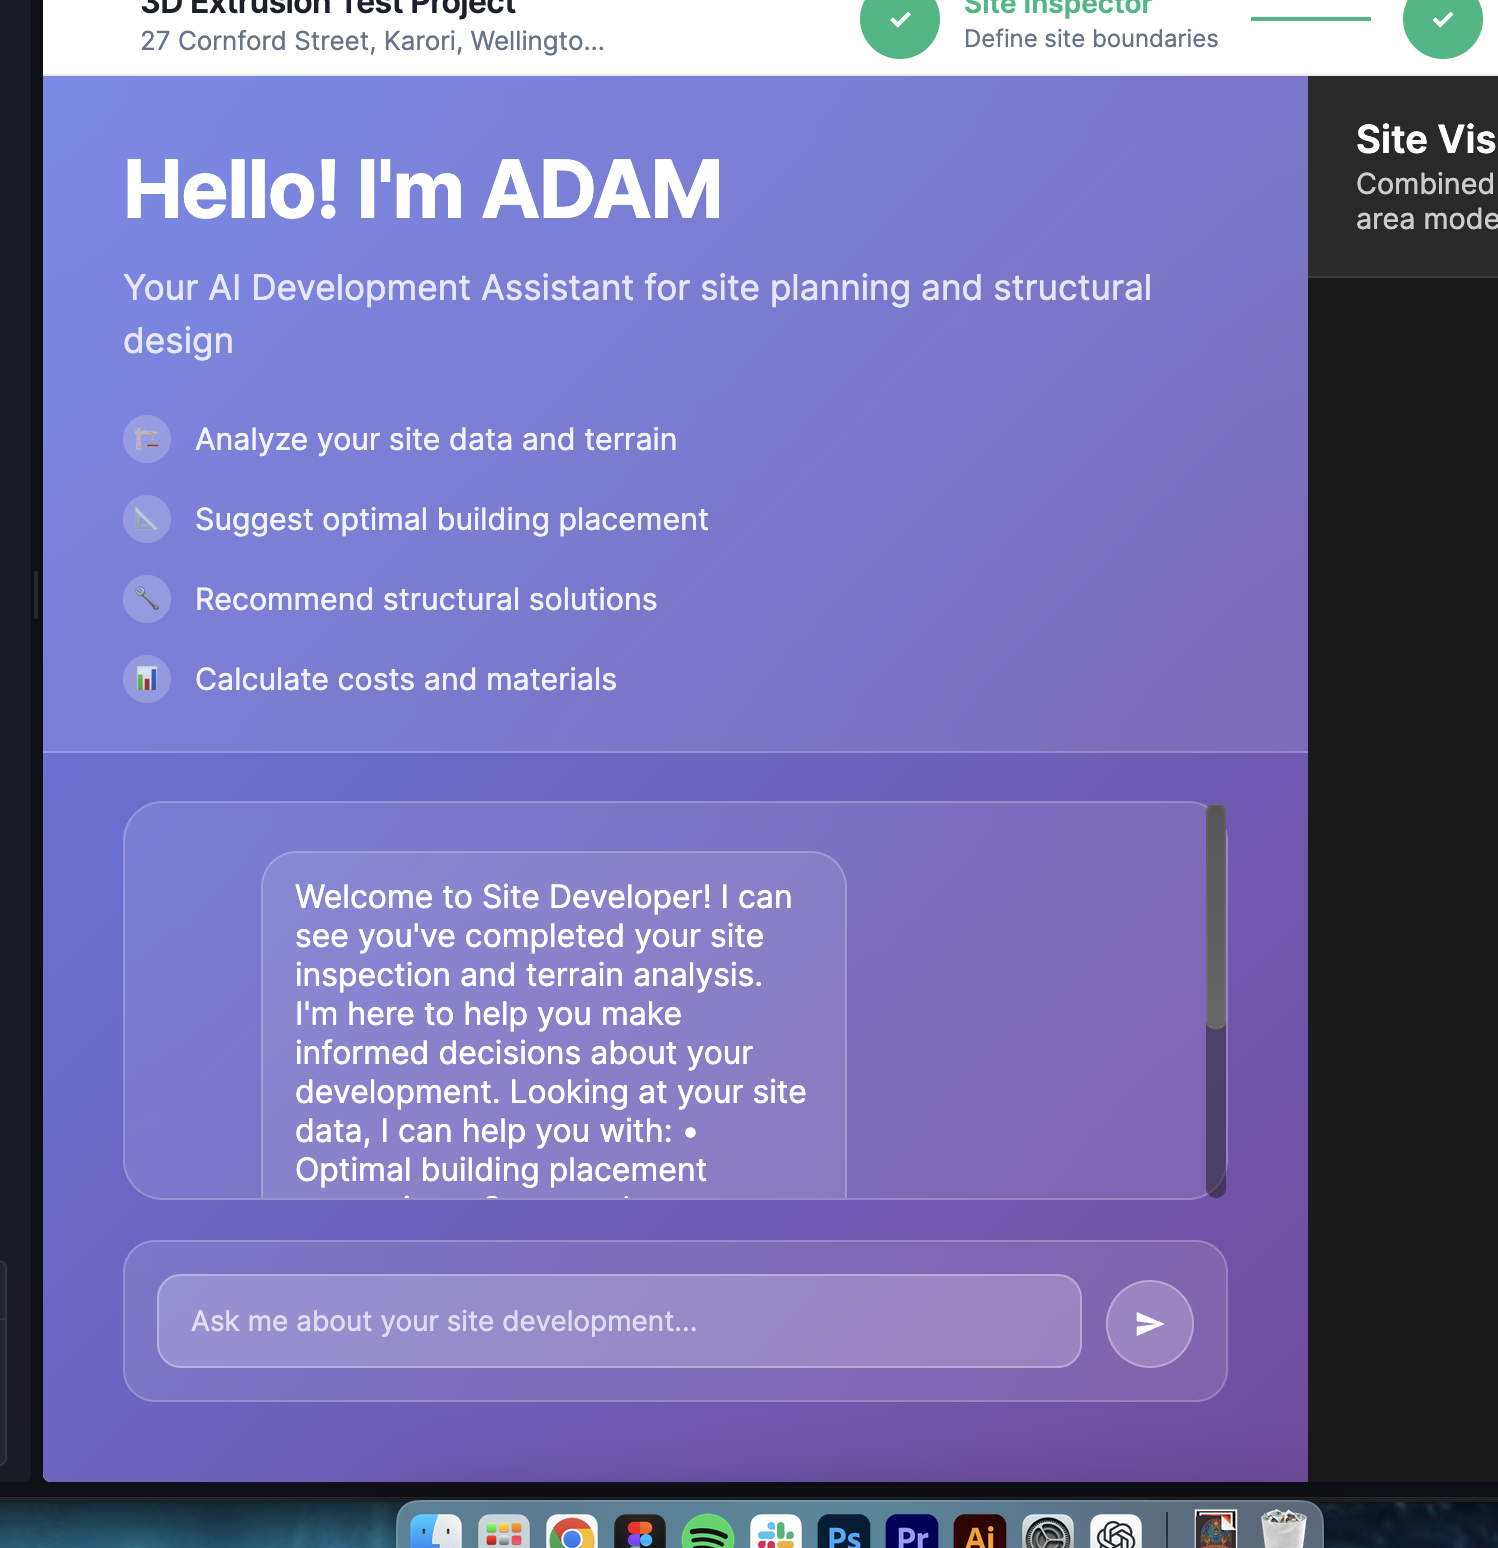 3D Extrusion Test Project
27 Cornford Street, Karori, Wellingto...
Site Inspector
Define site boundaries
Hello! I'm ADAM
Your AI Development Assistant for site planning and structural
design
Analyze your site data and terrain
Suggest optimal building placement
Recommend structural solutions
Calculate costs and materials
Site Vis
Combined
area mode
Welcome to Site Developer! I can
see you've completed your site
inspection and terrain analysis.
I'm here to help you make
informed decisions about your
development. Looking at your site
data, I can help you with: •
Optimal building placement
Ask me about your site development...
Ps
Pr
Ai